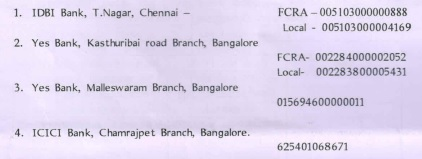 1. IDBI Bank, T.Nagar, Chennai – FCRA – 005103000000888
Local - 005103000004169
2. Yes Bank, Kasthuribai road Branch, Bangalore
FCRA- 002284000002052
Local- 002283800005431
3. Yes Bank, Malleswaram Branch, Bangalore
015694600000011
4. ICICI Bank, Chamrajpet Branch, Bangalore.
625401068671